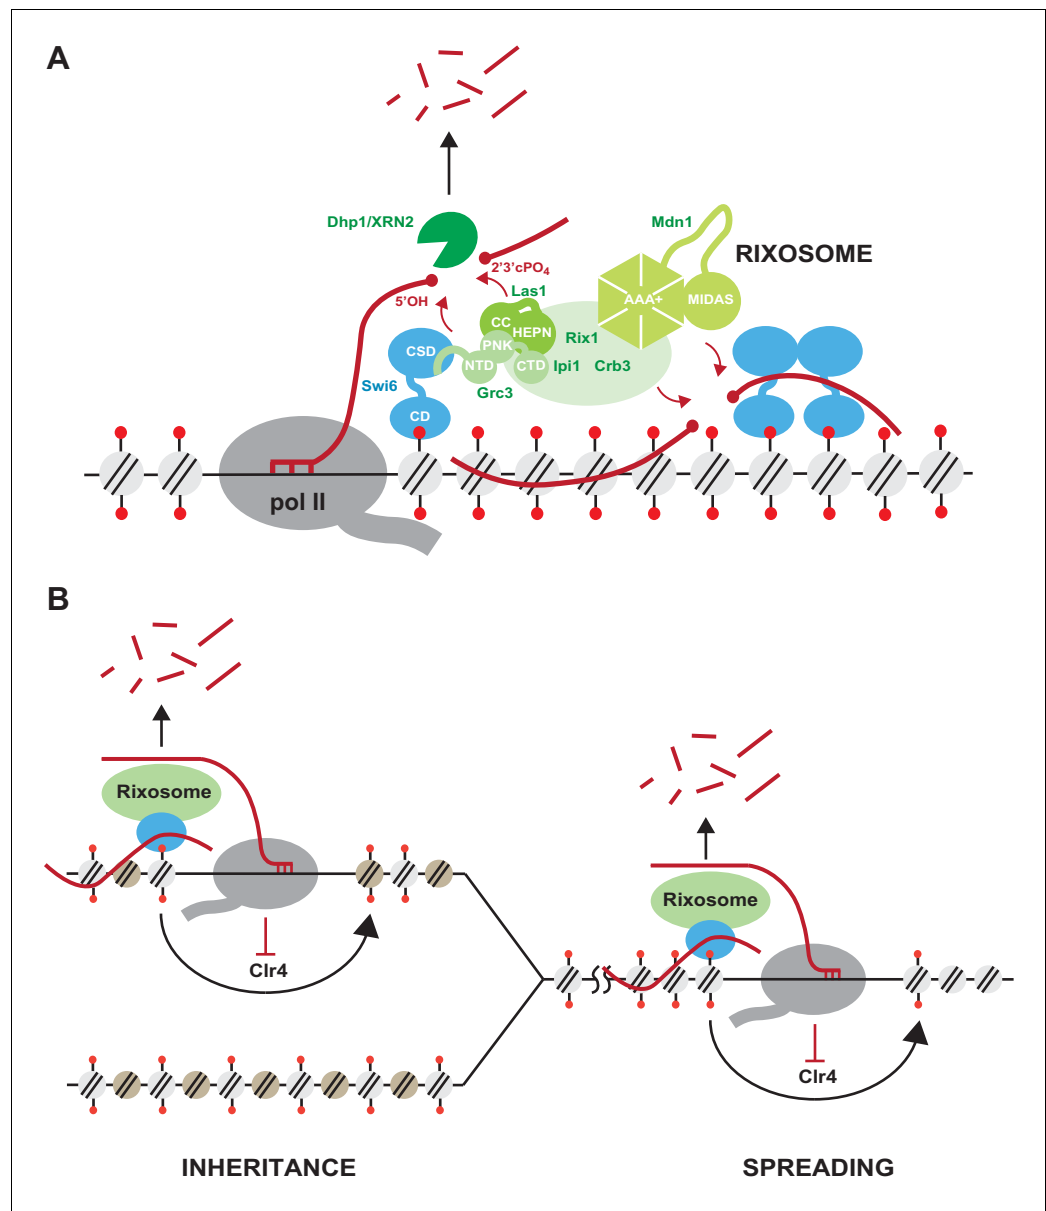 A
Dhp1/XRN2
Mdn1
RIXOSOME
2'3'cPO4
5'OH
Las1
AAA+
MIDAS
CC
HEPN
Rix1
CSD
PNK
NTD
CTD
Ipi1
Crb3
Swi6
Grc3
CD
pol II
B
Rixosome
Clr4
Rixosome
Clr4
INHERITANCE
SPREADING